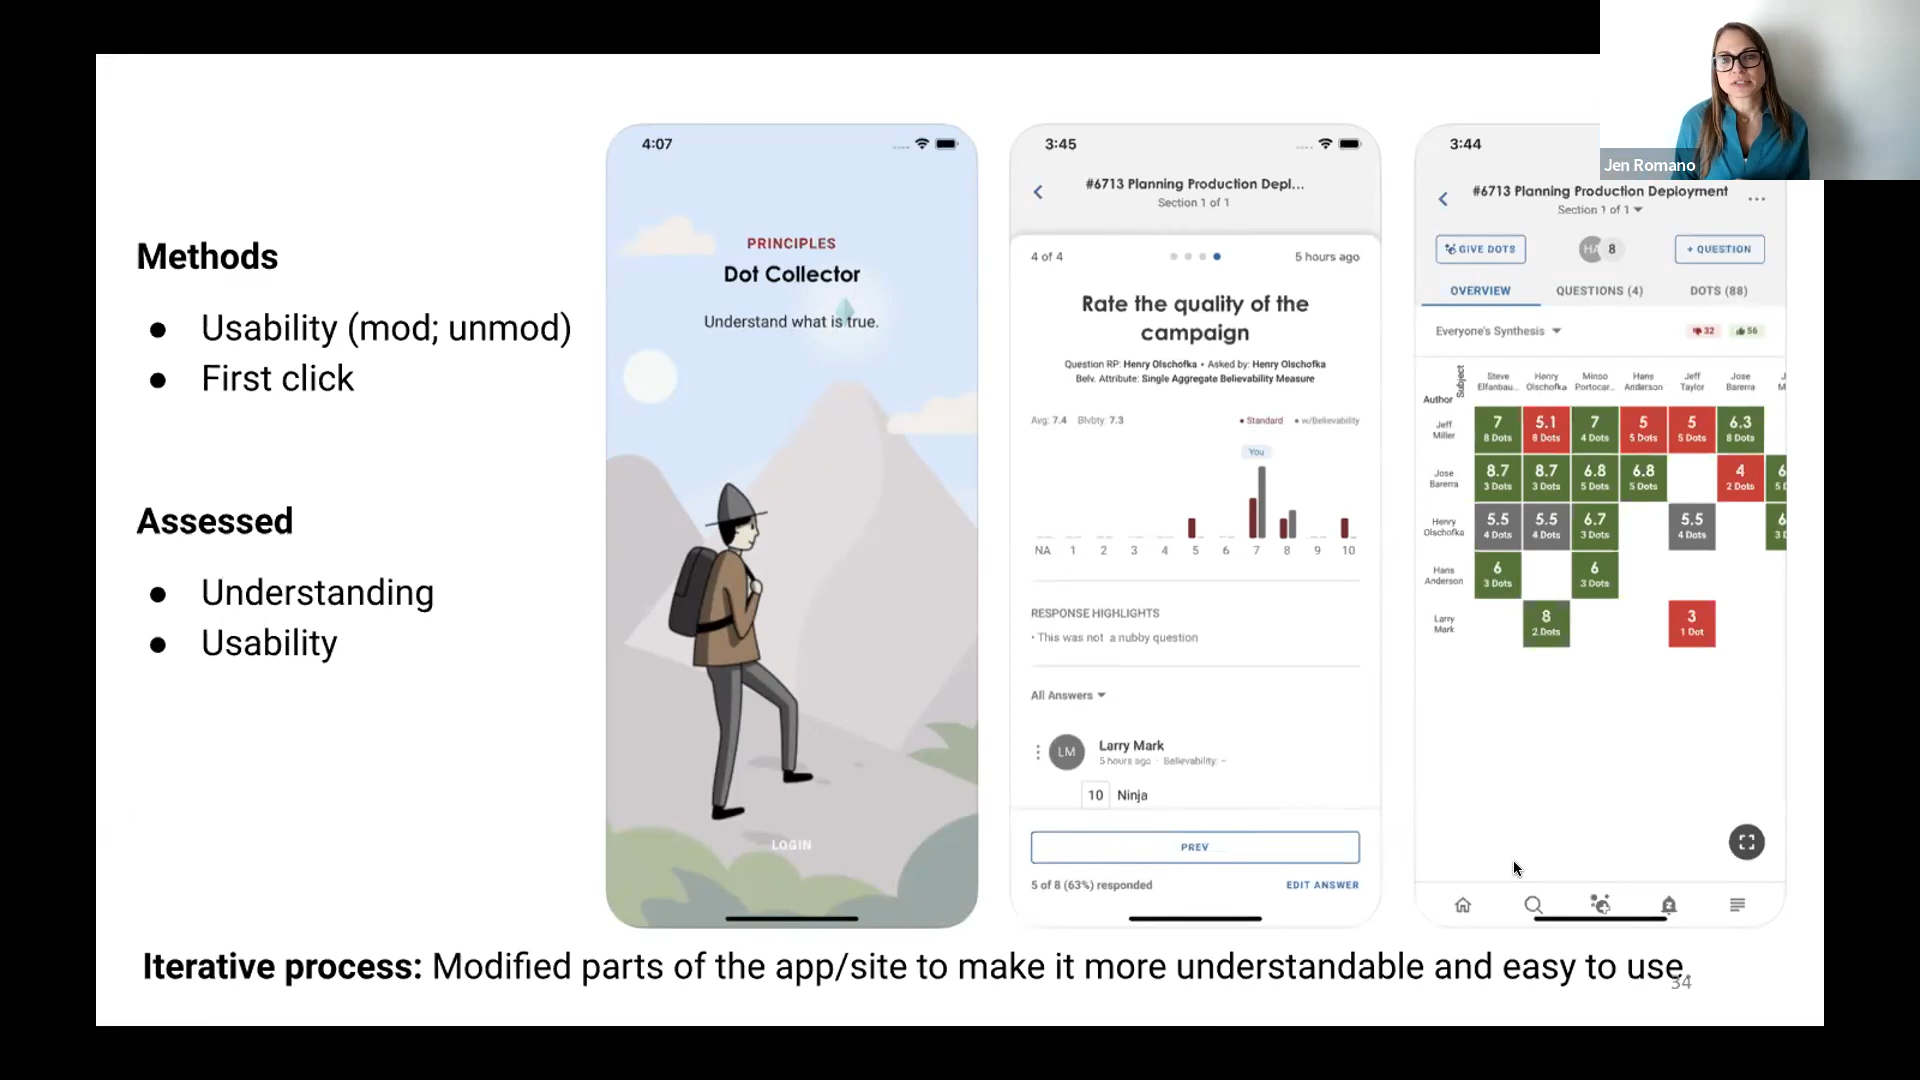 Jen Romano
Methods
● Usability (mod; unmod)
● First click
Assessed
● Understanding
● Usability
4:07
PRINCIPLES
Dot Collector
Understand what is true.
LOGIN
3:45
#6713 Planning Production Depl...
Section 1 of 1
4 of 4
5 hours ago
Rate the quality of the
campaign
Question RP: Henry Olschofka • Asked by: Henry Olschofka
Belv. Attribute: Single Aggregate Believability Measure
Avg: 7.4 Blvbty: 7.3
• Standard • w/Believability
You
NA 1 2 3 4 5 6 7 8 9 10
RESPONSE HIGHLIGHTS
• This was not a nubby question
All Answers
LM
Larry Mark
5 hours ago · Believability: –
10 Ninja
PREV
5 of 8 (63%) responded
EDIT ANSWER
3:44
#6713 Planning Production Deployment
Section 1 of 1
GIVE DOTS
HA 8
+ QUESTION
OVERVIEW QUESTIONS (4) DOTS (88)
Everyone's Synthesis
32 56
Subject
Author
Steve Henry Minso Hans Jeff Jose J
Elfanbau... Olschofka Portocar... Anderson Taylor Barerra M
Jeff
Miller
7 5.1 7 5 5 6.3
8 Dots 8 Dots 4 Dots 5 Dots 5 Dots 8 Dots
Jose
Barerra
8.7 8.7 6.8 6.8 4 6
3 Dots 3 Dots 5 Dots 5 Dots 2 Dots 5 D
Henry
Olschofka
5.5 5.5 6.7 5.5 6
4 Dots 4 Dots 3 Dots 4 Dots 3 D
Hans
Anderson
6 6
3 Dots 3 Dots
Larry
Mark
8 3
2 Dots 1 Dot
Iterative process: Modified parts of the app/site to make it more understandable and easy to use.
34